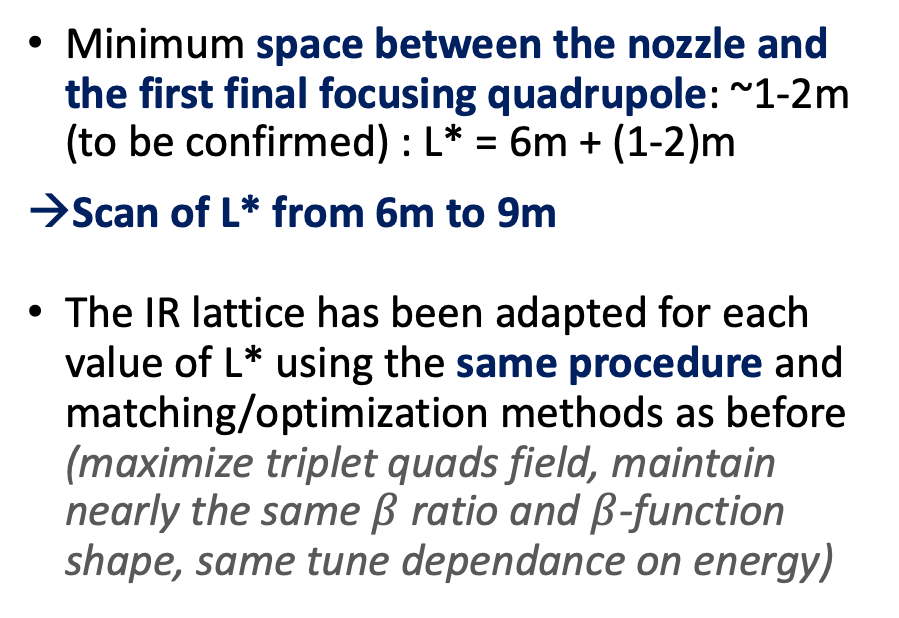 • Minimum space between the nozzle and
the first final focusing quadrupole: ~1-2m
(to be confirmed) : L* = 6m + (1-2)m
→Scan of L* from 6m to 9m
• The IR lattice has been adapted for each
value of L* using the same procedure and
matching/optimization methods as before
(maximize triplet quads field, maintain
nearly the same β ratio and β-function
shape, same tune dependance on energy)